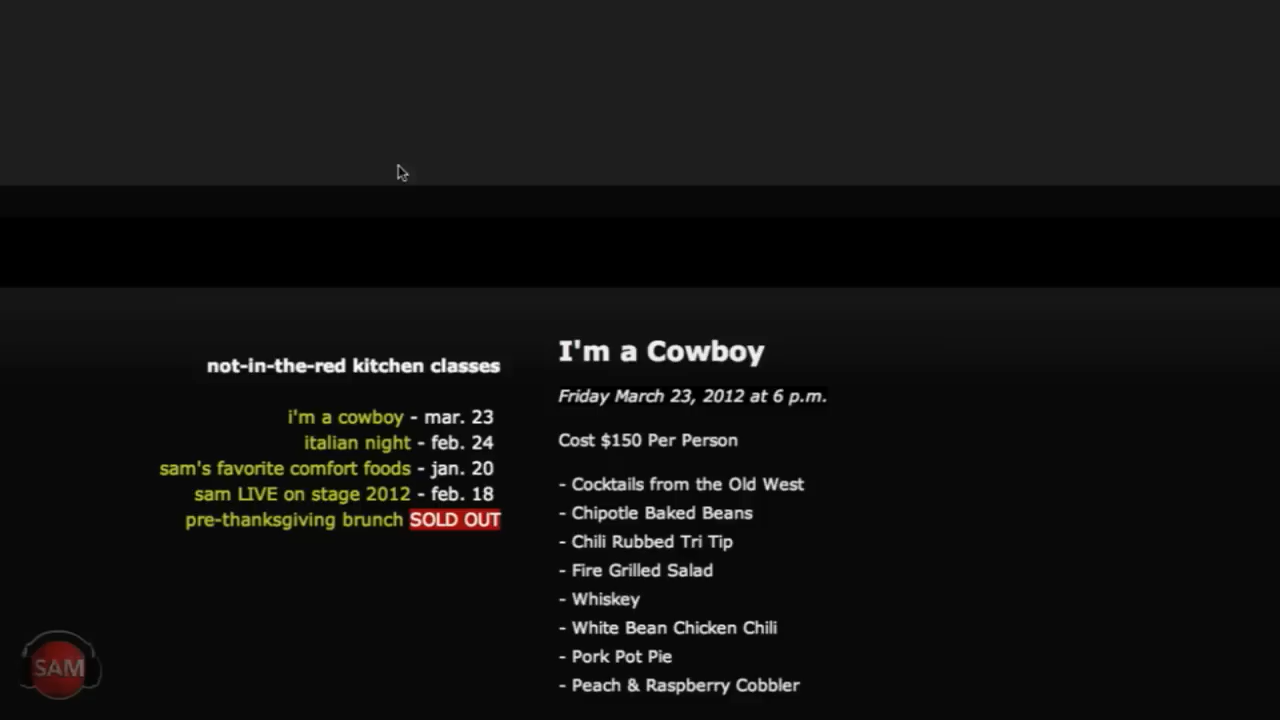 not-in-the-red kitchen classes
i'm a cowboy - mar. 23
italian night - feb. 24
sam's favorite comfort foods - jan. 20
sam LIVE on stage 2012 - feb. 18
pre-thanksgiving brunch SOLD OUT
I'm a Cowboy
Friday March 23, 2012 at 6 p.m.
Cost $150 Per Person
- Cocktails from the Old West
- Chipotle Baked Beans
- Chili Rubbed Tri Tip
- Fire Grilled Salad
- Whiskey
- White Bean Chicken Chili
- Pork Pot Pie
- Peach & Raspberry Cobbler
SAM